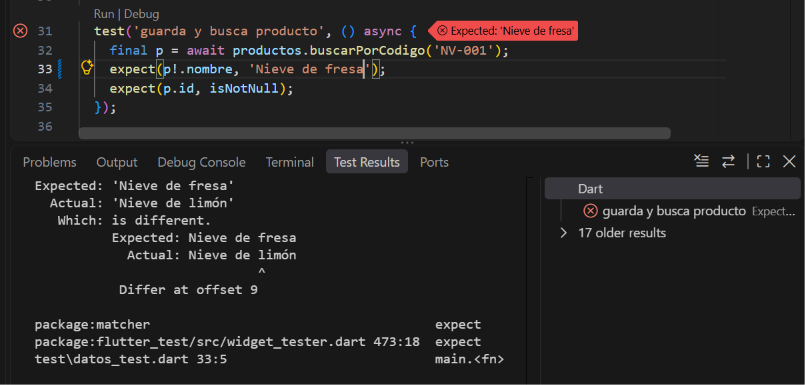 Run | Debug
31 test('guarda y busca producto', () async { Expected: 'Nieve de fresa'
32 final p = await productos.buscarPorCodigo('NV-001');
33 expect(p!.nombre, 'Nieve de fresa');
34 expect(p.id, isNotNull);
35 });
36
Problems Output Debug Console Terminal Test Results Ports
Expected: 'Nieve de fresa'
Actual: 'Nieve de limón'
Which: is different.
Expected: Nieve de fresa
Actual: Nieve de limón
^
Differ at offset 9
package:matcher expect
package:flutter_test/src/widget_tester.dart 473:18 expect
test\datos_test.dart 33:5 main.<fn>
Dart
guarda y busca producto Expect...
17 older results